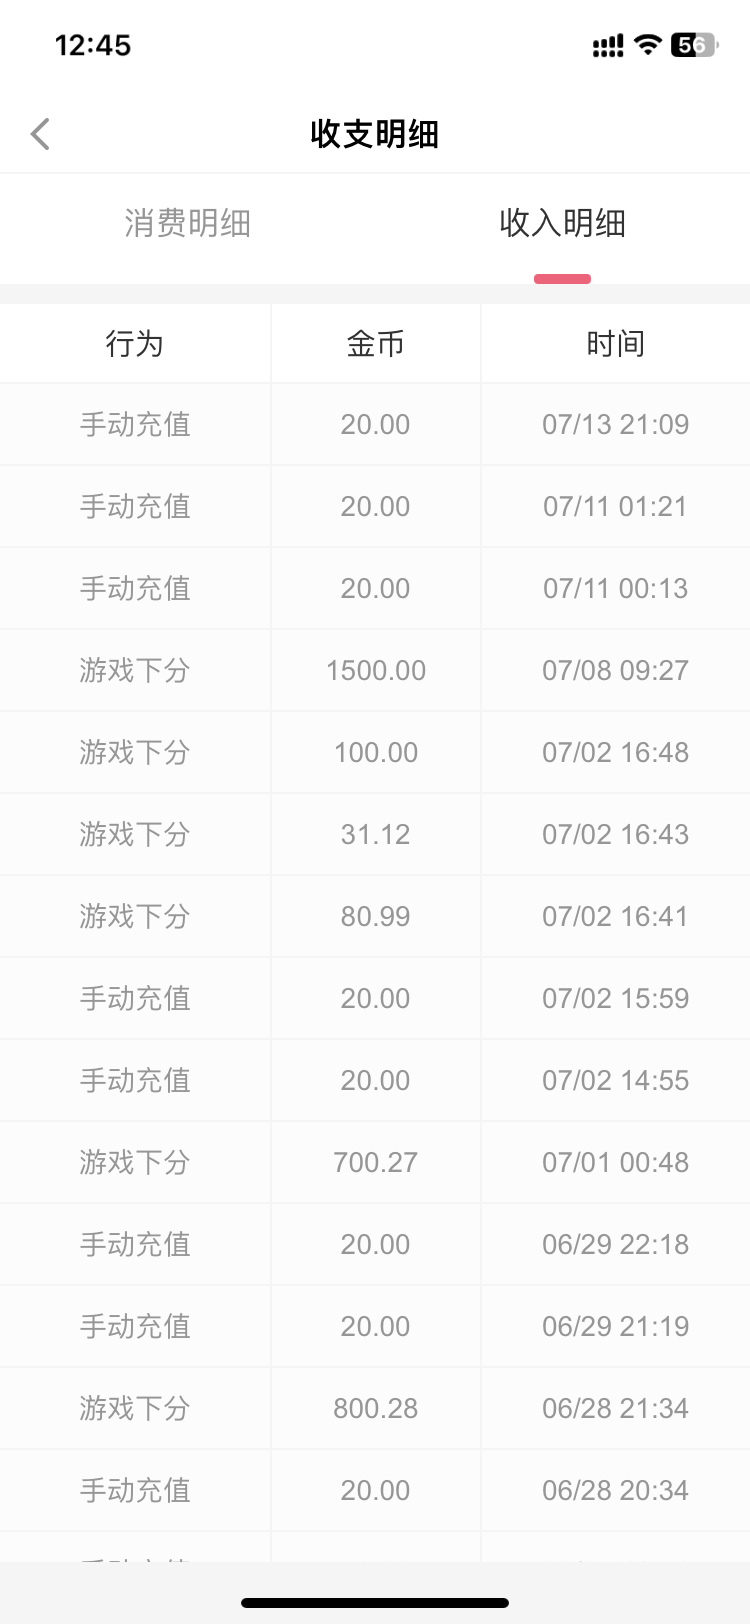 12:45
56
收支明细
消费明细 收入明细
行为 金币 时间
手动充值 20.00 07/13 21:09
手动充值 20.00 07/11 01:21
手动充值 20.00 07/11 00:13
游戏下分 1500.00 07/08 09:27
游戏下分 100.00 07/02 16:48
游戏下分 31.12 07/02 16:43
游戏下分 80.99 07/02 16:41
手动充值 20.00 07/02 15:59
手动充值 20.00 07/02 14:55
游戏下分 700.27 07/01 00:48
手动充值 20.00 06/29 22:18
手动充值 20.00 06/29 21:19
游戏下分 800.28 06/28 21:34
手动充值 20.00 06/28 20:34